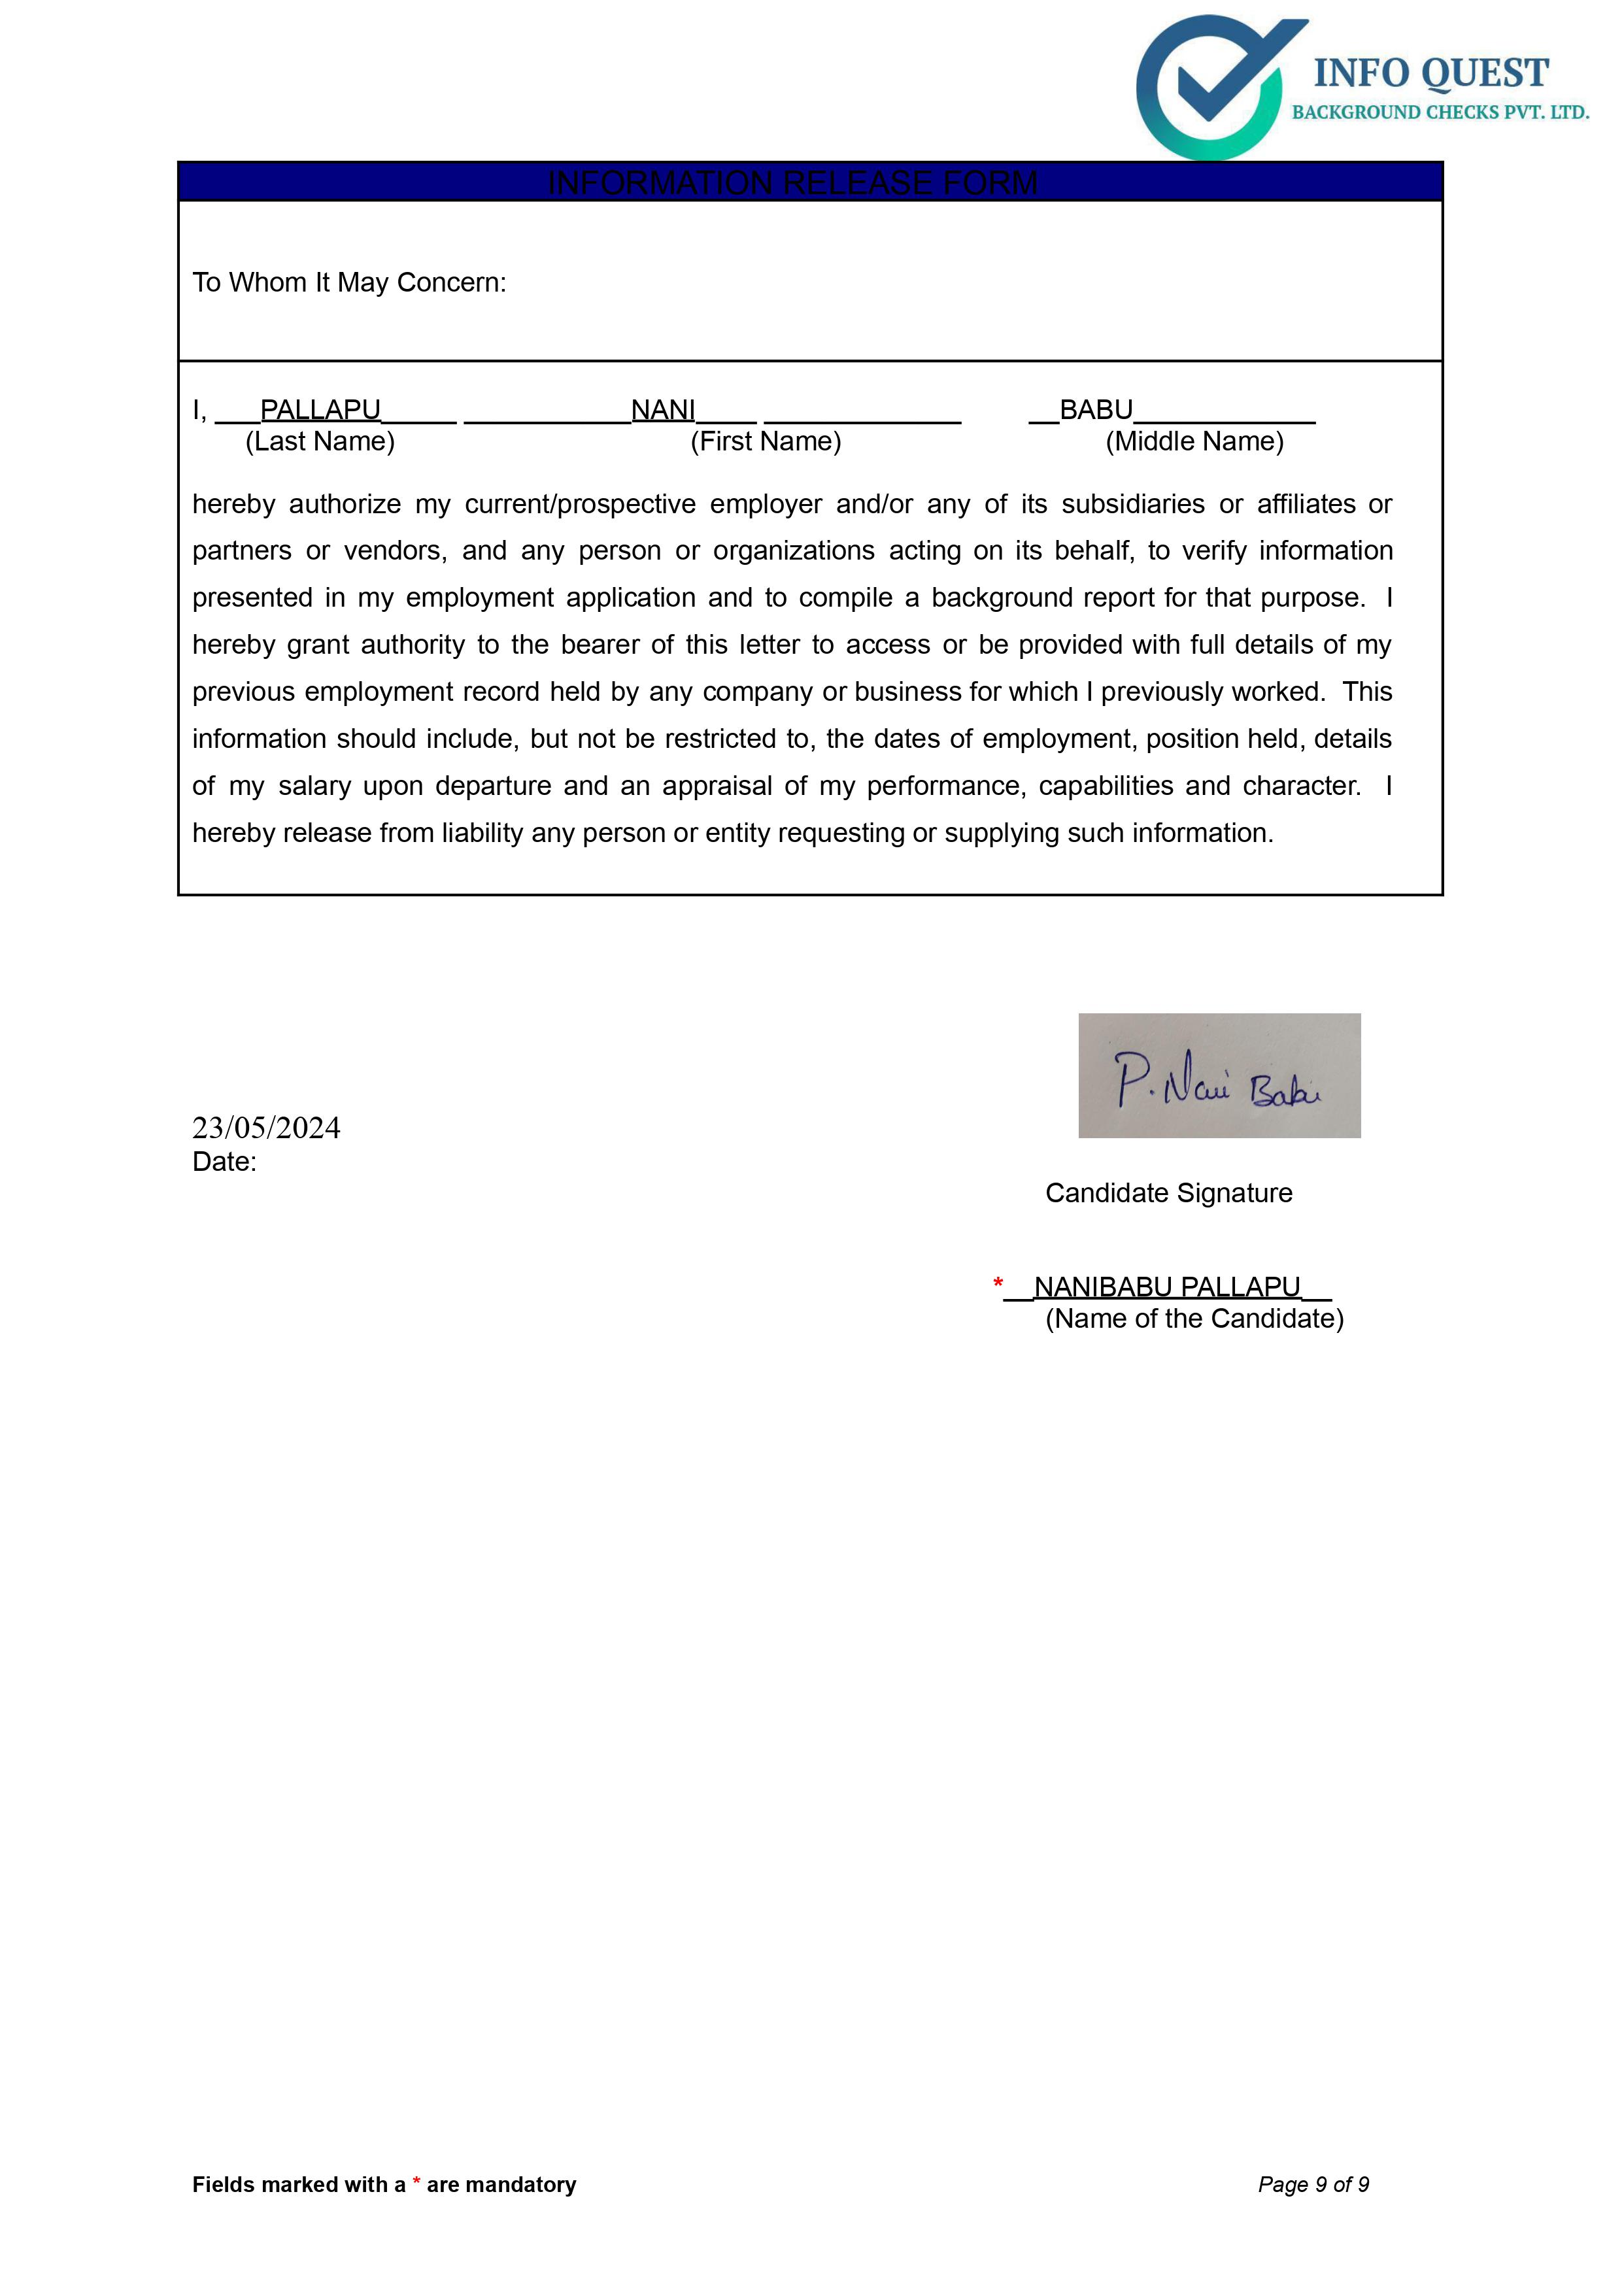 INFO QUEST
BACKGROUND CHECKS PVT. LTD.
INFORMATION RELEASE FORM
To Whom It May Concern:
I, ___PALLAPU_____ ___________NANI____ _____________ __BABU____________
(Last Name) (First Name) (Middle Name)
hereby authorize my current/prospective employer and/or any of its subsidiaries or affiliates or
partners or vendors, and any person or organizations acting on its behalf, to verify information
presented in my employment application and to compile a background report for that purpose. I
hereby grant authority to the bearer of this letter to access or be provided with full details of my
previous employment record held by any company or business for which I previously worked. This
information should include, but not be restricted to, the dates of employment, position held, details
of my salary upon departure and an appraisal of my performance, capabilities and character. I
hereby release from liability any person or entity requesting or supplying such information.
P. Nani Babu
23/05/2024
Date:
Candidate Signature
*__NANIBABU PALLAPU__
(Name of the Candidate)
Fields marked with a * are mandatory Page 9 of 9